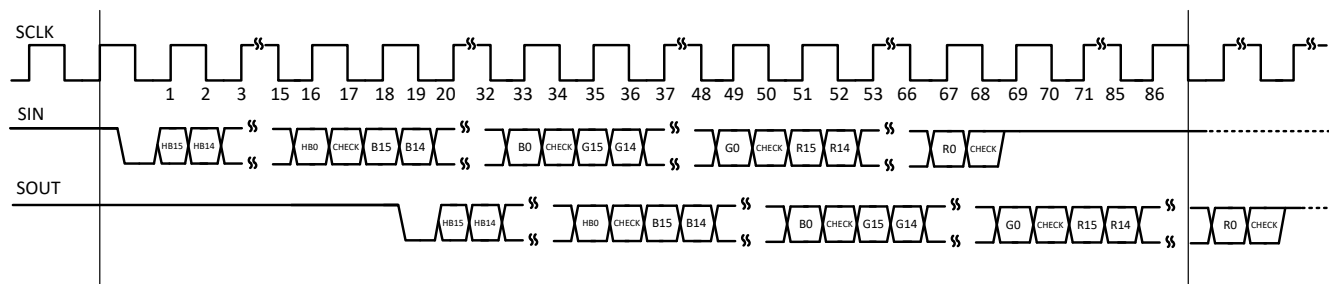 SCLK
1 2 3 15 16 17 18 19 20 32 33 34 35 36 37 48 49 50 51 52 53 66 67 68 69 70 71 85 86
SIN
HB15 HB14 HB0 CHECK B15 B14 B0 CHECK G15 G14 G0 CHECK R15 R14 R0 CHECK
SOUT
HB15 HB14 HB0 CHECK B15 B14 B0 CHECK G15 G14 G0 CHECK R15 R14 R0 CHECK